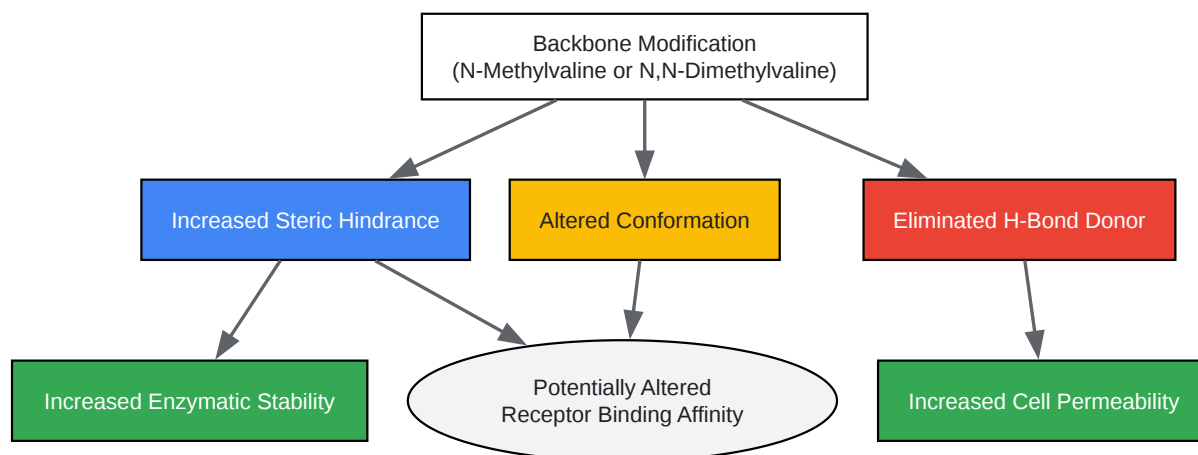 Backbone Modification
(N-Methylvaline or N,N-Dimethylvaline)
Increased Steric Hindrance
Altered Conformation
Eliminated H-Bond Donor
Increased Enzymatic Stability
Potentially Altered
Receptor Binding Affinity
Increased Cell Permeability